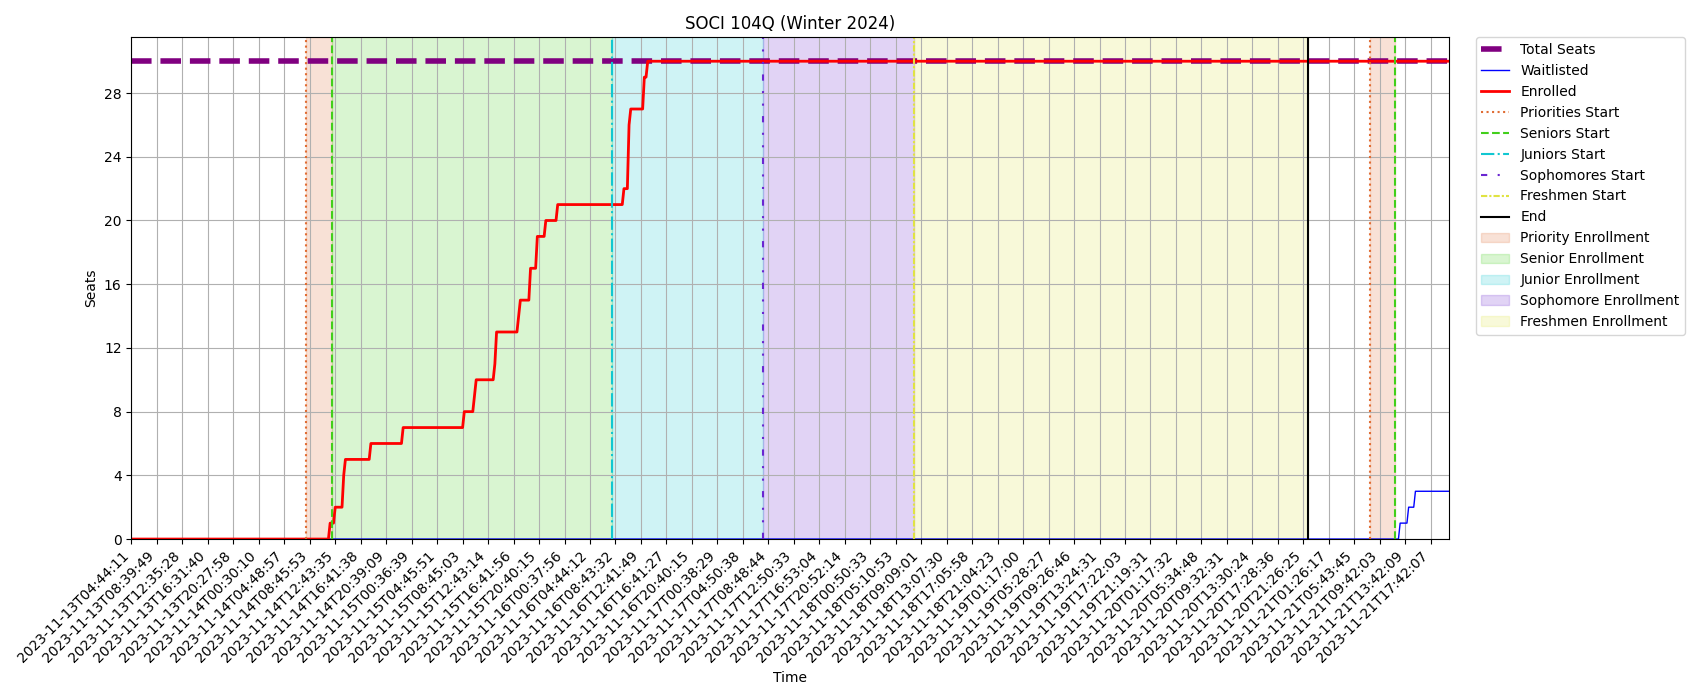 SOCI 104Q (Winter 2024)
Seats
28
24
20
16
12
8
4
0
2023-11-13T04:44:11
2023-11-13T08:39:49
2023-11-13T12:35:28
2023-11-13T16:31:40
2023-11-13T20:27:58
2023-11-14T00:30:10
2023-11-14T04:48:57
2023-11-14T08:45:53
2023-11-14T12:43:35
2023-11-14T16:41:38
2023-11-14T20:39:09
2023-11-15T00:36:39
2023-11-15T04:45:51
2023-11-15T08:45:03
2023-11-15T12:43:14
2023-11-15T16:41:56
2023-11-15T20:40:15
2023-11-16T00:37:56
2023-11-16T04:44:12
2023-11-16T08:43:32
2023-11-16T12:41:49
2023-11-16T16:41:27
2023-11-16T20:40:15
2023-11-17T00:38:29
2023-11-17T04:50:38
2023-11-17T08:48:44
2023-11-17T12:50:33
2023-11-17T16:53:04
2023-11-17T20:52:14
2023-11-18T00:50:33
2023-11-18T05:10:53
2023-11-18T09:09:01
2023-11-18T13:07:30
2023-11-18T17:05:58
2023-11-18T21:04:23
2023-11-19T01:17:00
2023-11-19T05:28:27
2023-11-19T09:26:46
2023-11-19T13:24:31
2023-11-19T17:22:03
2023-11-19T21:19:31
2023-11-20T01:17:32
2023-11-20T05:34:48
2023-11-20T09:32:31
2023-11-20T13:30:24
2023-11-20T17:28:36
2023-11-20T21:26:25
2023-11-21T01:26:17
2023-11-21T05:43:45
2023-11-21T09:42:03
2023-11-21T13:42:09
2023-11-21T17:42:07
Time
Total Seats
Waitlisted
Enrolled
Priorities Start
Seniors Start
Juniors Start
Sophomores Start
Freshmen Start
End
Priority Enrollment
Senior Enrollment
Junior Enrollment
Sophomore Enrollment
Freshmen Enrollment